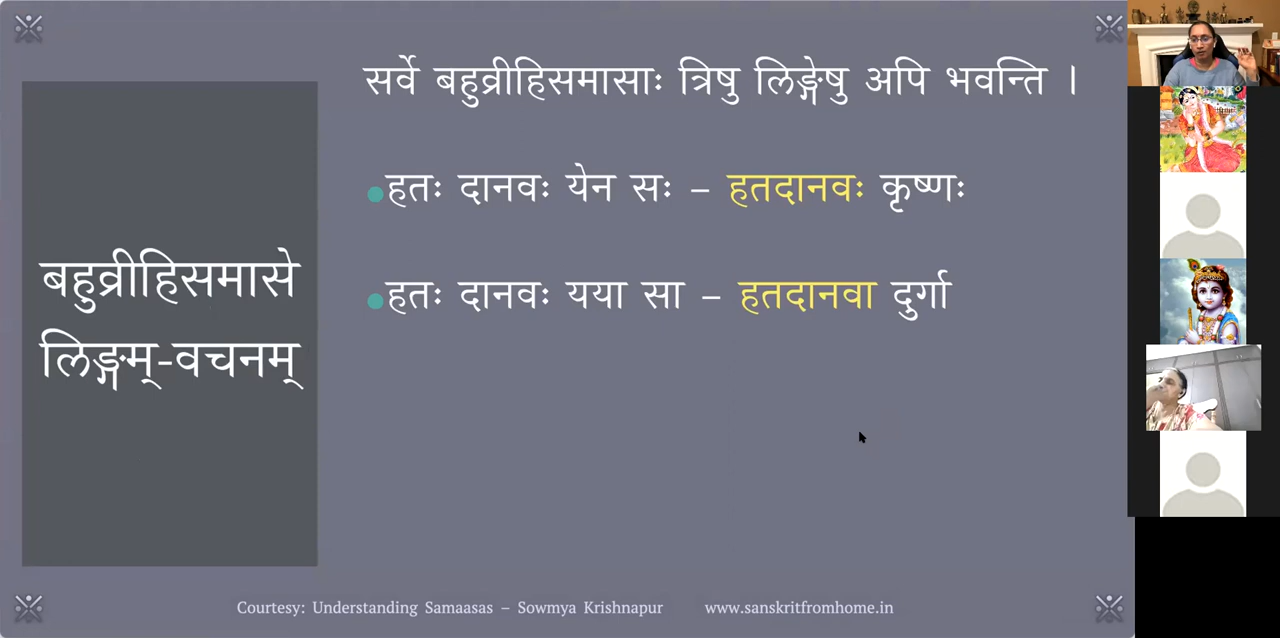 सर्वे बहुव्रीहिसमासाः त्रिषु लिङ्गेषु अपि भवन्ति ।
हतः दानवः येन सः – हतदानवः कृष्णः
हतः दानवः यया सा – हतदानवा दुर्गा
बहुव्रीहिसमासे
लिङ्गम्-वचनम्
Courtesy: Understanding Samaasas – Sowmya Krishnapur www.sanskritfromhome.in